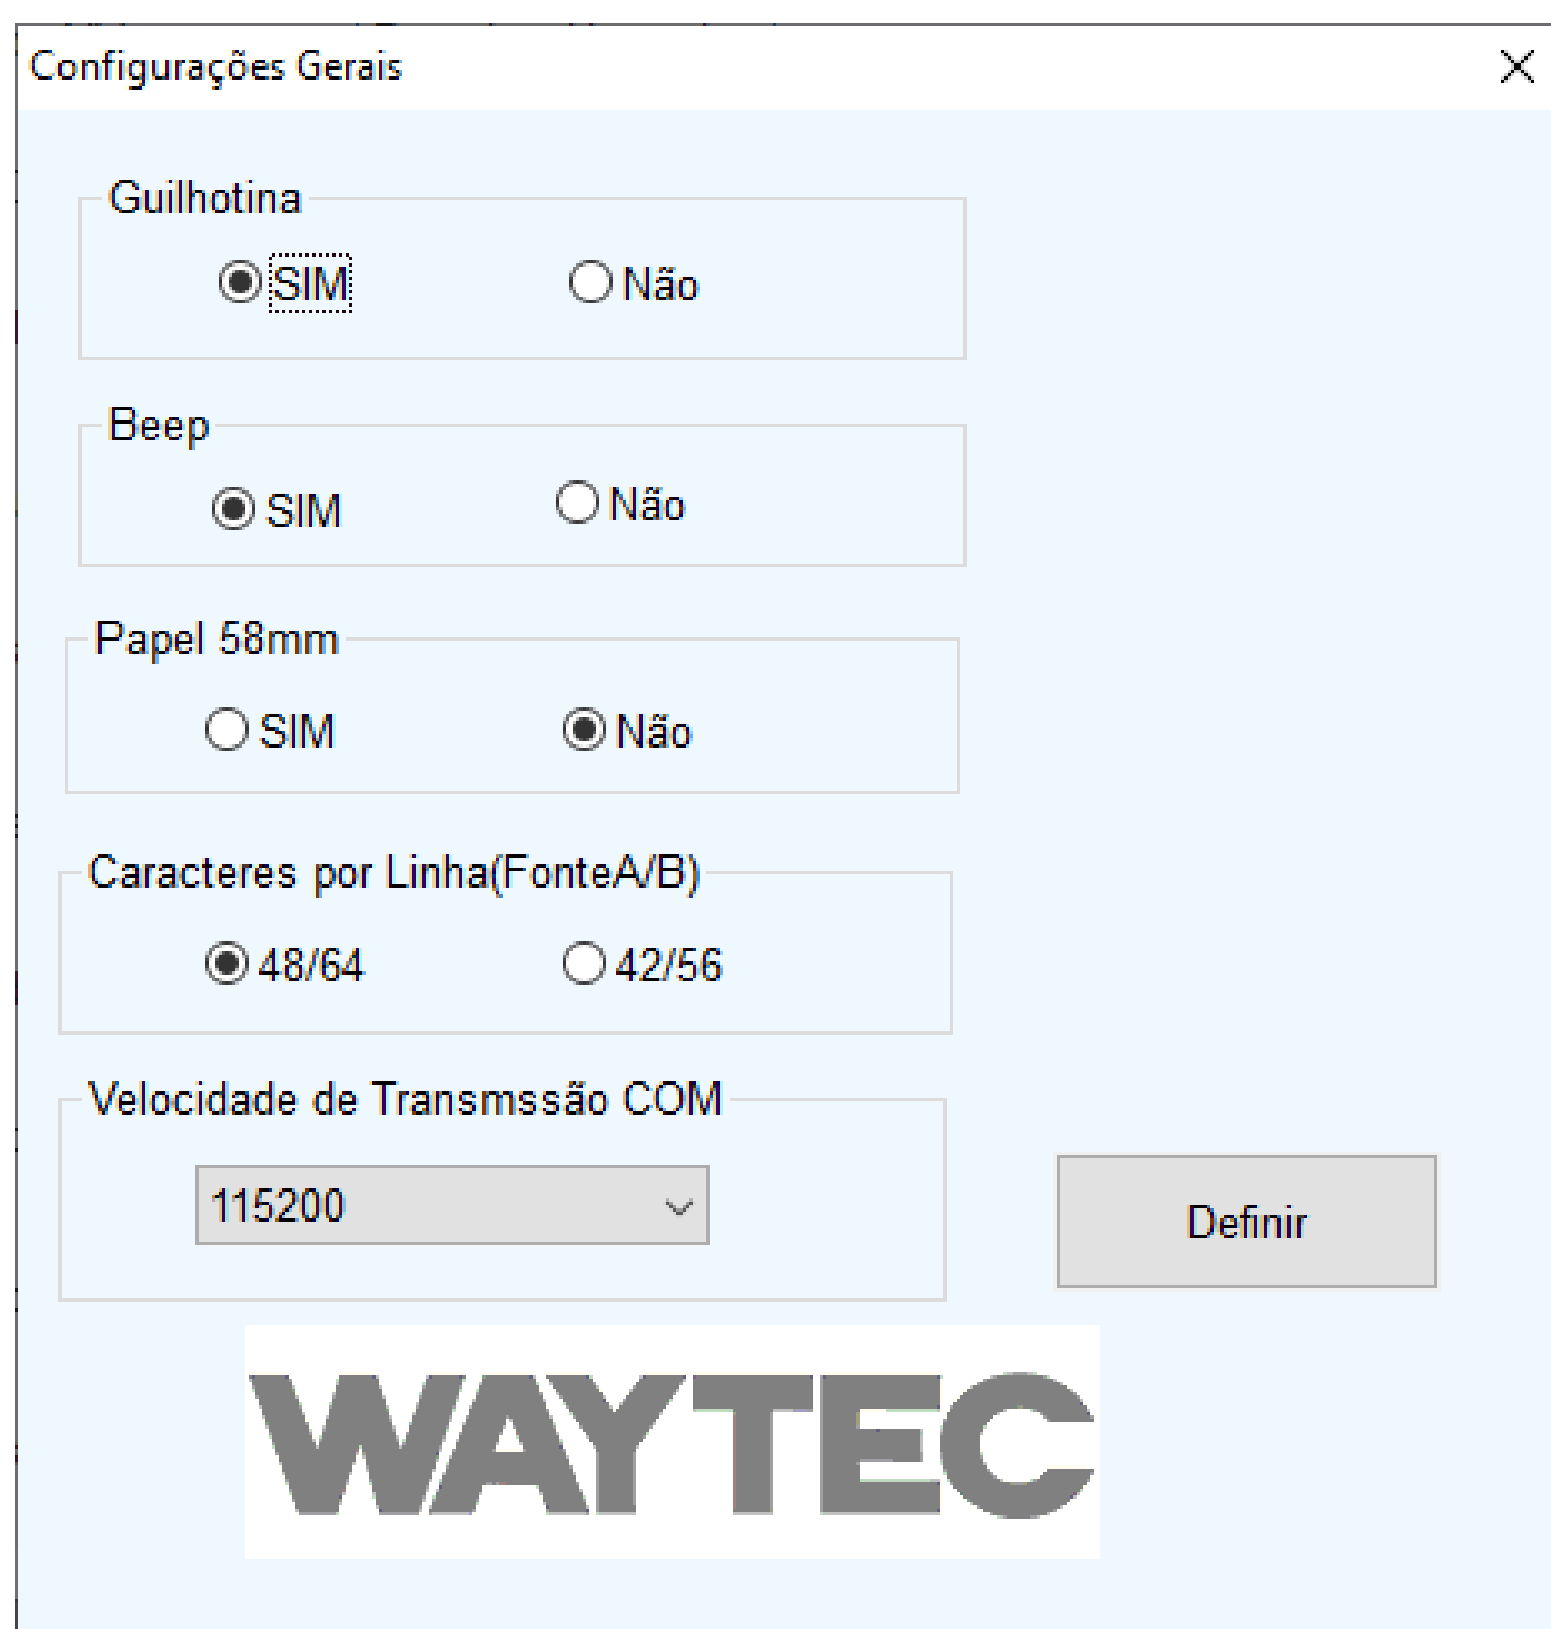 Configurações Gerais
Guilhotina
SIM Não
Beep
SIM Não
Papel 58mm
SIM Não
Caracteres por Linha(FonteA/B)
48/64 42/56
Velocidade de Transmssão COM
115200
Definir
WAYTEC